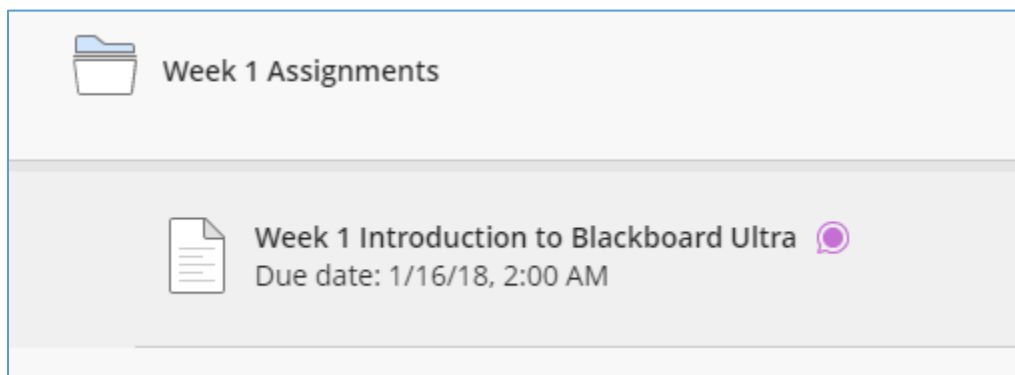 Week 1 Assignments
Week 1 Introduction to Blackboard Ultra
Due date: 1/16/18, 2:00 AM